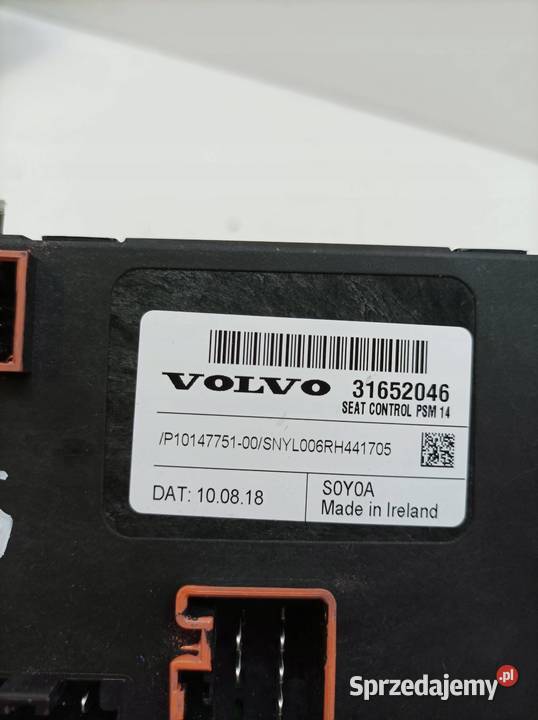 VOLVO 31652046
SEAT CONTROL PSM 14
/P10147751-00/SNYL006RH441705
DAT: 10.08.18
S0Y0A
Made in Ireland
Sprzedajemy.pl